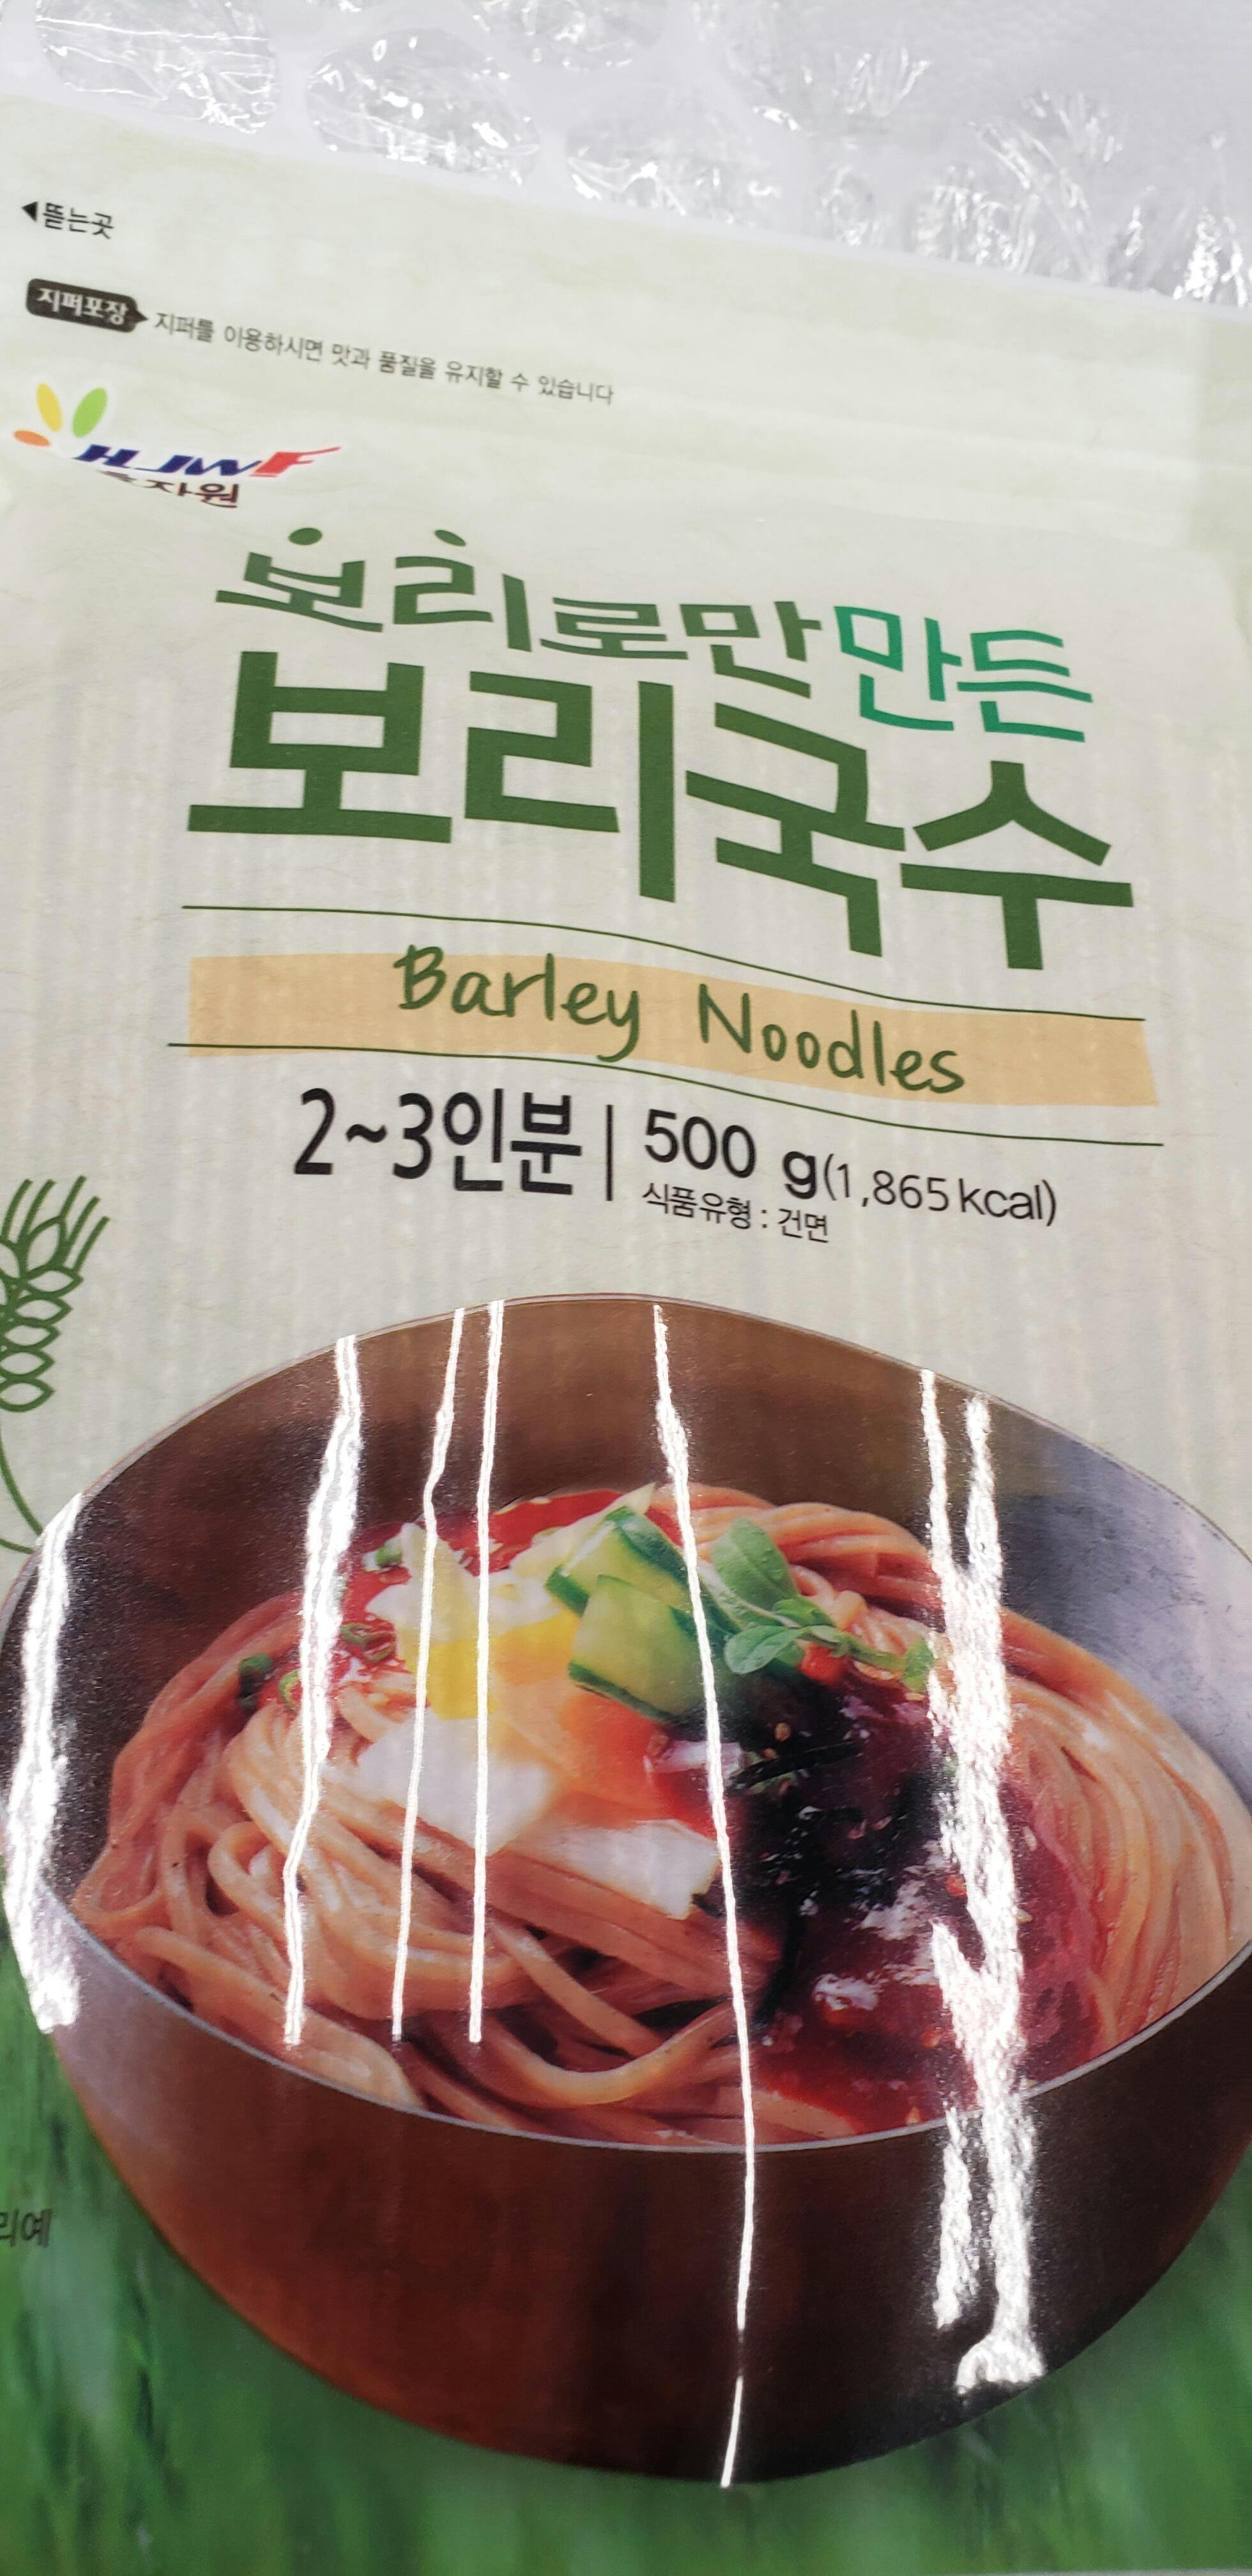 ◀뜯는곳
지퍼포장 지퍼를 이용하시면 맛과 품질을 유지할 수 있습니다
HJWF
보리로만 만든
보리국수
Barley Noodles
2~3인분 | 500 g(1,865 kcal)
식품유형 : 건면